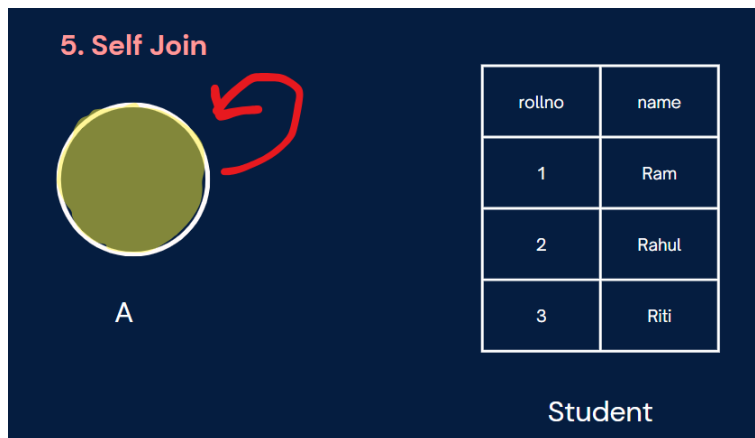 5. Self Join
rollno name
1 Ram
2 Rahul
3 Riti
A
Student